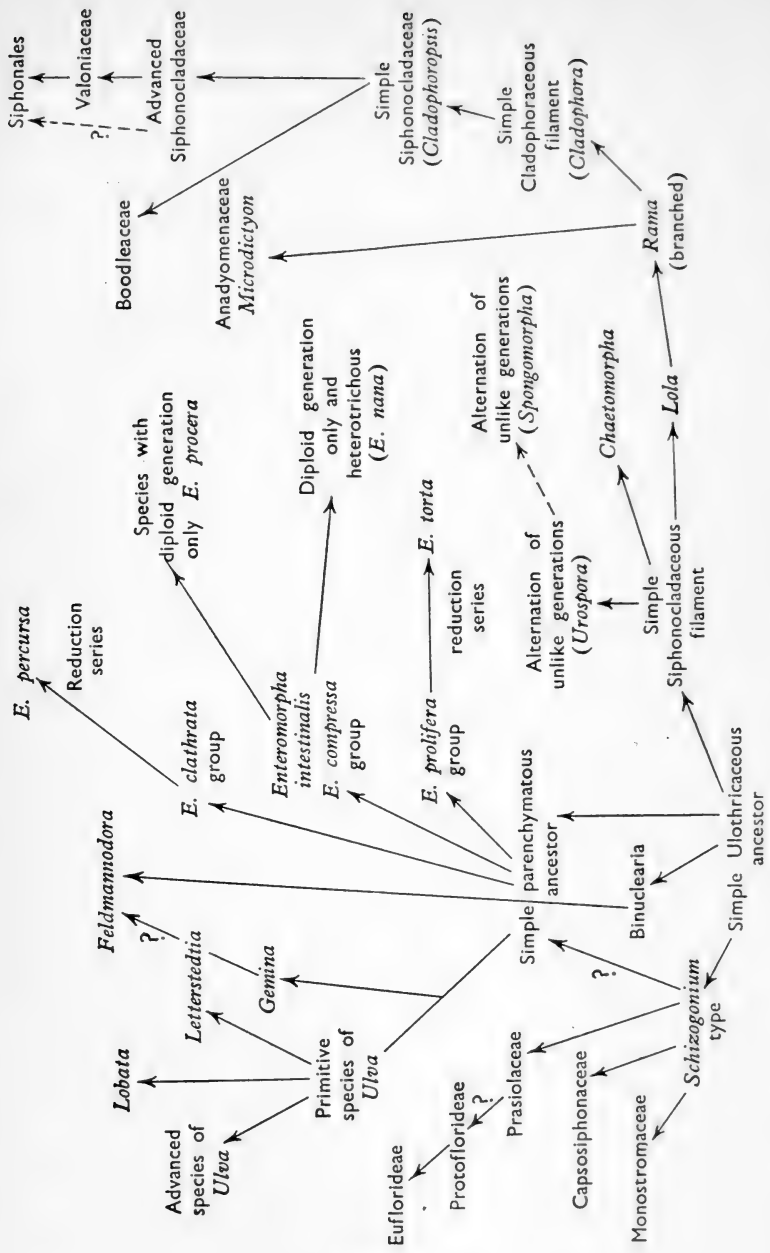 Siphonales
?
Valoniaceae
Advanced
Siphonocladaceae
Boodleaceae
Simple
Siphonocladaceae
(Cladophoropsis)
Anadyomenaceae
Microdictyon
Simple
Cladophoraceous
filament
(Cladophora)
Rama
(branched)
Species with
diploid generation
only E. procera
Diploid generation
only and
heterotrichous
(E. nana)
Alternation of
unlike generations
(Spongomorpha)
Chaetomorpha
Lola
E. percursa
Reduction
series
E. clathrata
group
Enteromorpha
intestinalis
E. compressa
group
E. prolifera
group
E. torta
reduction
series
Alternation of
unlike generations
(Urospora)
Simple
Siphonocladaceous
filament
Feldmannodora
?
Letterstedtia
Gemina
Lobata
Advanced
species of
Ulva
Primitive
species of
Ulva
Simple parenchymatous
ancestor
Binuclearia
Simple Ulothricaceous
ancestor
?
Euflorideae
Protoflorideae
?
Prasiolaceae
Capsosiphonaceae
Monostromaceae
Schizogonium
type